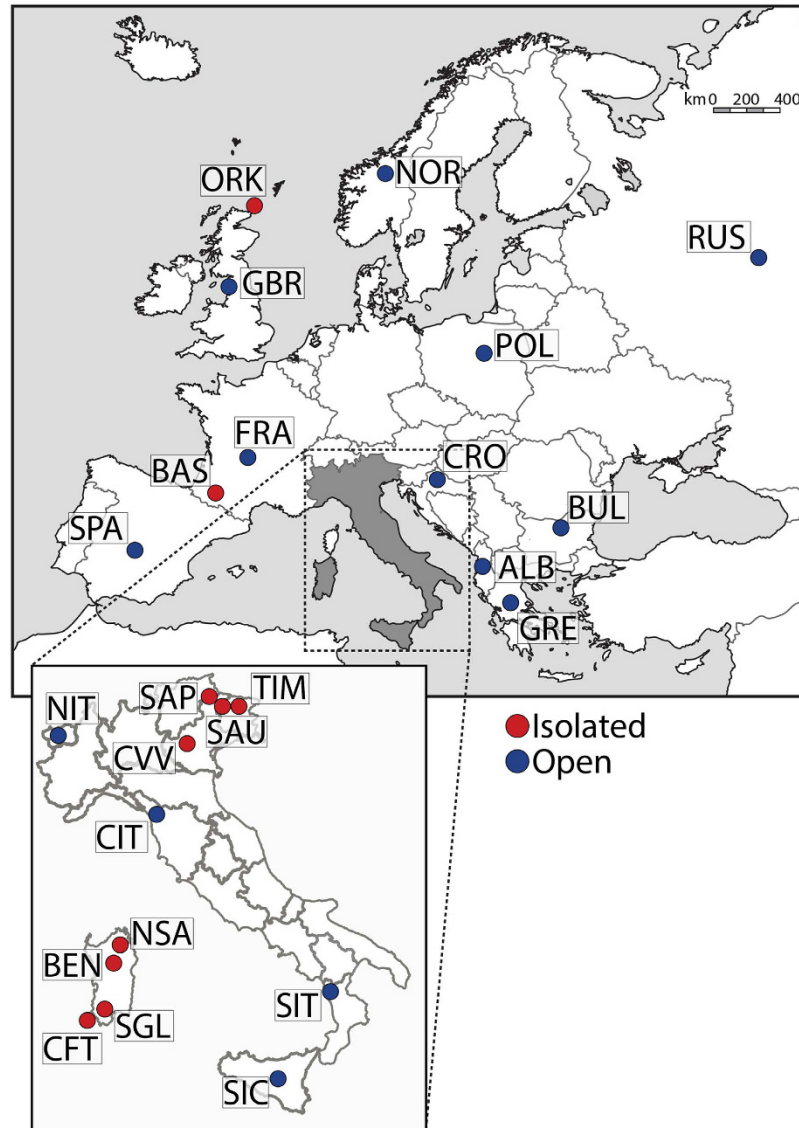 km 0 200 400
ORK
NOR
RUS
GBR
POL
FRA
CRO
BAS
BUL
SPA
ALB
GRE
SAP
TIM
NIT
SAU
CVV
Isolated
Open
CIT
NSA
BEN
SIT
SGL
CFT
SIC